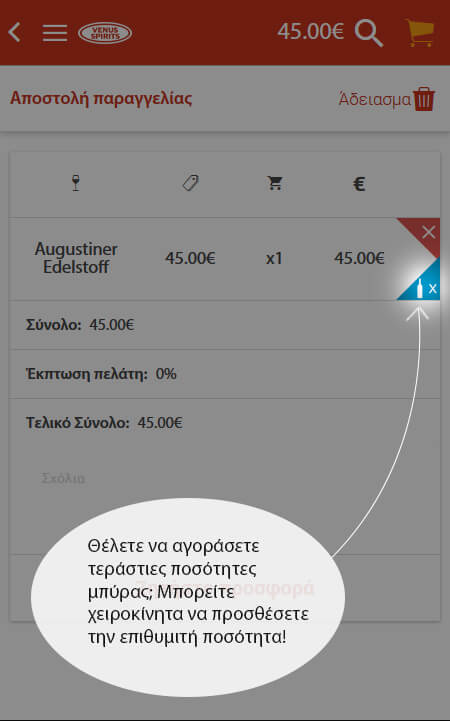 VENUS
SPIRITS
45.00€
Αποστολή παραγγελίας
Άδειασμα
€
Augustiner
Edelstoff
45.00€
x1
45.00€
x
Σύνολο: 45.00€
Έκπτωση πελάτη: 0%
Τελικό Σύνολο: 45.00€
Σχόλια
Θέλετε να αγοράσετε
τεράστιες ποσότητες
μπύρας; Μπορείτε
χειροκίνητα να προσθέσετε
την επιθυμιτή ποσότητα!
προσφορά